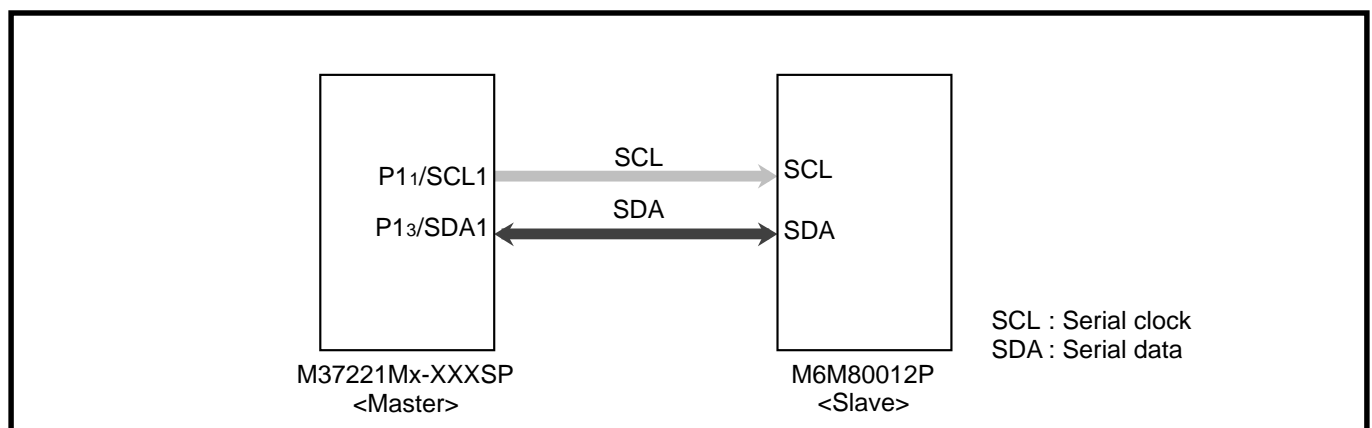 SCL
P11/SCL1
SCL
SDA
P13/SDA1
SDA
SCL : Serial clock
SDA : Serial data
M37221Mx-XXXSP
<Master>
M6M80012P
<Slave>